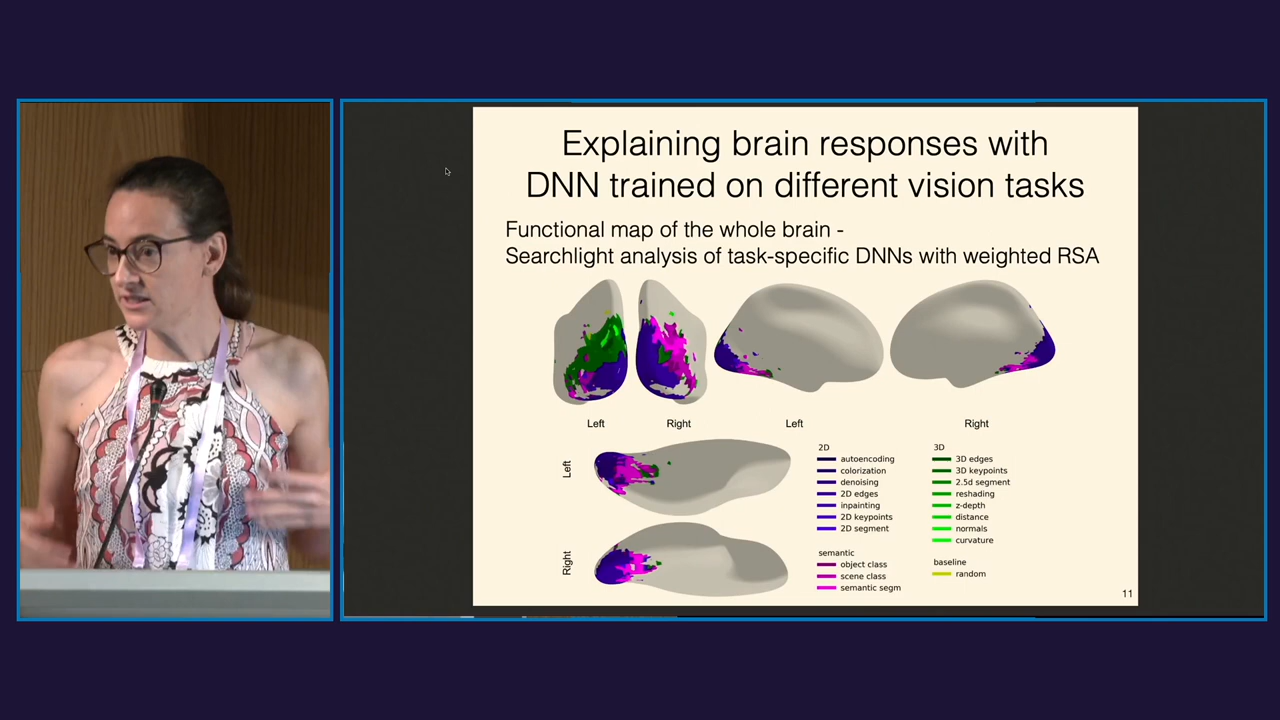 Explaining brain responses with
DNN trained on different vision tasks
Functional map of the whole brain -
Searchlight analysis of task-specific DNNs with weighted RSA
Left
Right
Left
Right
Left
Right
2D
autoencoding
colorization
denoising
2D edges
inpainting
2D keypoints
2D segment
semantic
object class
scene class
semantic segm
3D
3D edges
3D keypoints
2.5d segment
reshading
z-depth
distance
normals
curvature
baseline
random
11